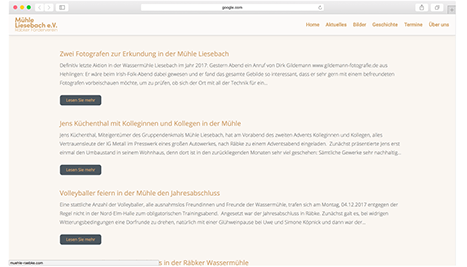 google.com
Mühle
Liesebach e.V.
Home Aktuelles Bilder Geschichte Termine Über uns
Zwei Fotografen zur Erkundung in der Mühle Liesebach
Definitiv letzte Aktion in der Wassermühle Liesebach im Jahr 2017: Gestern Abend ein Anruf von Dirk Gildemann www.gildemann-fotografie.de aus
Hehlingen: Er wäre beim Irish-Folk-Abend dabei gewesen und er fand das gesamte Gebilde so interessant, dass er sehr gern mit einem befreundeten
Fotografen vorbeischauen möchte, um zu prüfen, ob sich der Ort mit all der Technik für ein...
Lesen Sie mehr
Jens Küchenthal mit Kolleginnen und Kollegen in der Mühle
Jens Küchenthal, Miteigentümer des Gruppendenkmals Mühle Liesebach, hat am Vorabend des zweiten Advents Kolleginnen und Kollegen, alles
Vertrauensleute der IG Metall im Presswerk eines großen Autowerkes, nach Räbke zu einem Adventsabend eingeladen. Zunächst präsentierte Jens erst
einmal den Umbaustand in seinem Wohnhaus, denn dort ist in den zurückliegenden Monaten sehr viel geschehen: Sämtliche Gewerke sehr nachhaltig...
Lesen Sie mehr
Volleyballer feiern in der Mühle den Jahresabschluss
Eine stattliche Anzahl der Volleyballer, alle ausnahmslos Freundinnen und Freunde der Wassermühle, trafen sich am Montag, 04.12.2017 entgegen der
Regel nicht in der Nord Elm Halle zum obligatorischen Trainingsabend. Angesetzt war der Jahresabschluss in Räbke. Zunächst gab es, bei widrigen
Witterungsbedingungen eine Dorfrunde zu drehen, natürlich mit einer Glühweinpause bei Uwe und Simone Köpnick und dann war der...
Lesen Sie mehr
muehle-raebke.com
s in der Räbker Wassermühle